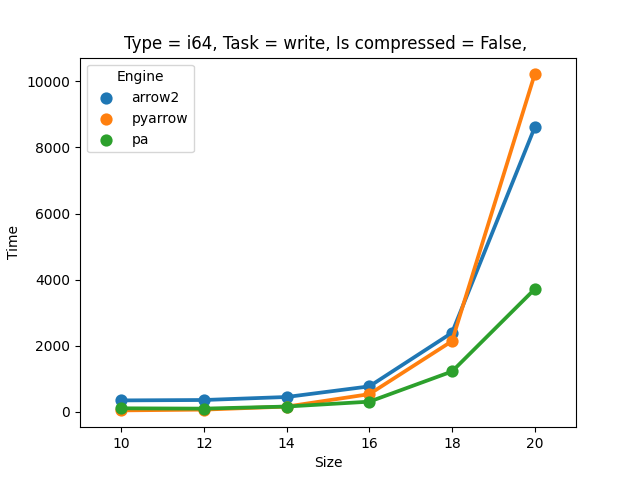 Type = i64, Task = write, Is compressed = False,
Engine
arrow2
pyarrow
pa
10000
8000
6000
4000
2000
0
Time
10 12 14 16 18 20
Size